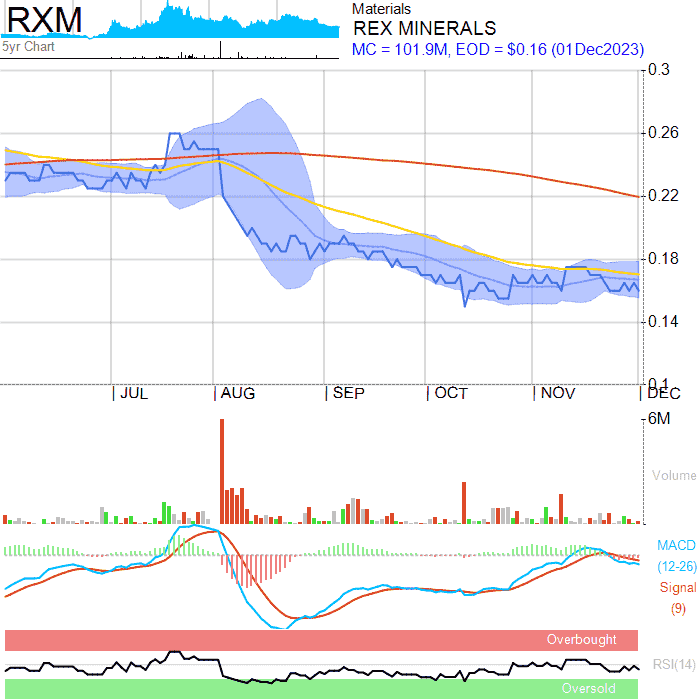 RXM
5yr Chart
Materials
REX MINERALS
MC = 101.9M, EOD = $0.16 (01Dec2023)
0.3
0.26
0.22
0.18
0.14
0.1
JUL
AUG
SEP
OCT
NOV
DEC
6M
Volume
MACD
(12-26)
Signal
(9)
Overbought
RSI(14)
Oversold